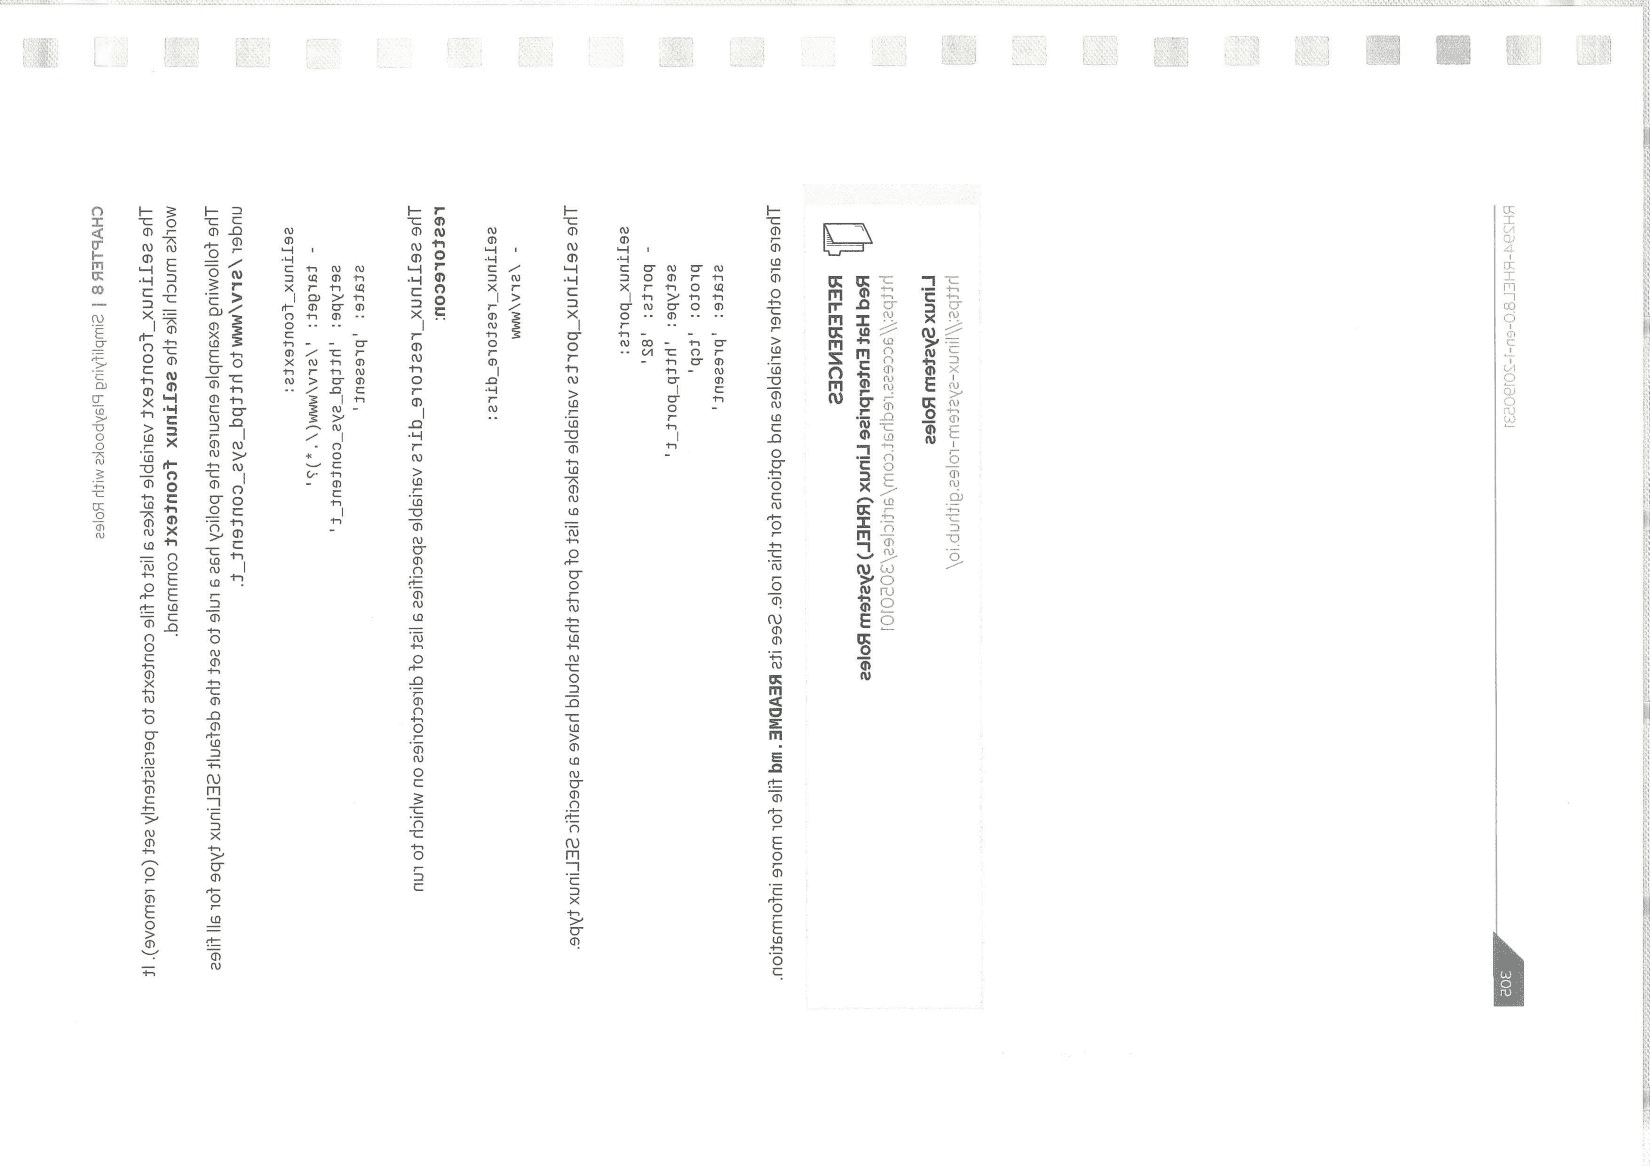 CHAPTER 8 | Simplifying Playbooks with Roles
The selinux_fcontext variable takes a list of file contexts to persistently set (or remove). It
works much like the selinux fcontext command.
The following example ensures the policy has a rule to set the default SELinux type for all files
under /srv/www to httpd_sys_content_t.
selinux_fcontexts:
- target: '/srv/www(/.*)?'
setype: 'httpd_sys_content_t'
state: 'present'
The selinux_restore_dirs variable specifies a list of directories on which to run
restorecon:
selinux_restore_dirs:
- /srv/www
The selinux_ports variable takes a list of ports that should have a specific SELinux type.
selinux_ports:
- ports: '82'
setype: 'http_port_t'
proto: 'tcp'
state: 'present'
There are other variables and options for this role. See its README.md file for more information.
REFERENCES
Red Hat Enterprise Linux (RHEL) System Roles
https://access.redhat.com/articles/3050101
Linux System Roles
https://linux-system-roles.github.io/
RH294-RHEL8.0-en-1-20190531
305